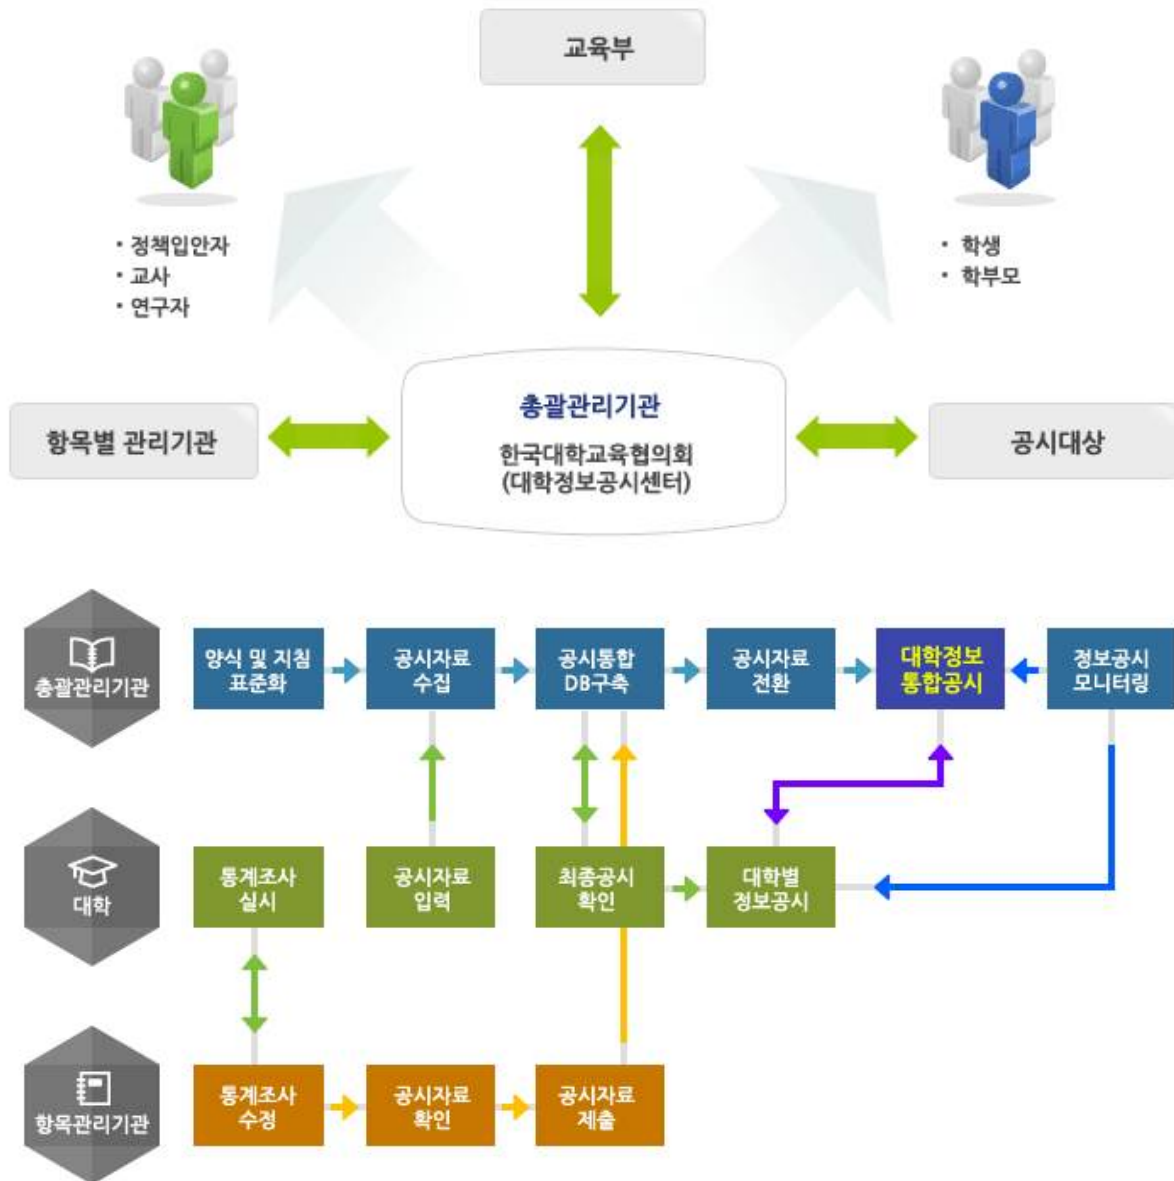 교육부
• 정책입안자
• 교사
• 연구자
• 학생
• 학부모
항목별 관리기관
총괄관리기관
한국대학교육협의회
(대학정보공시센터)
공시대상
총괄관리기관
양식 및 지침
표준화
공시자료
수집
공시통합
DB구축
공시자료
전환
대학정보
통합공시
정보공시
모니터링
대학
통계조사
실시
공시자료
입력
최종공시
확인
대학별
정보공시
항목관리기관
통계조사
수정
공시자료
확인
공시자료
제출